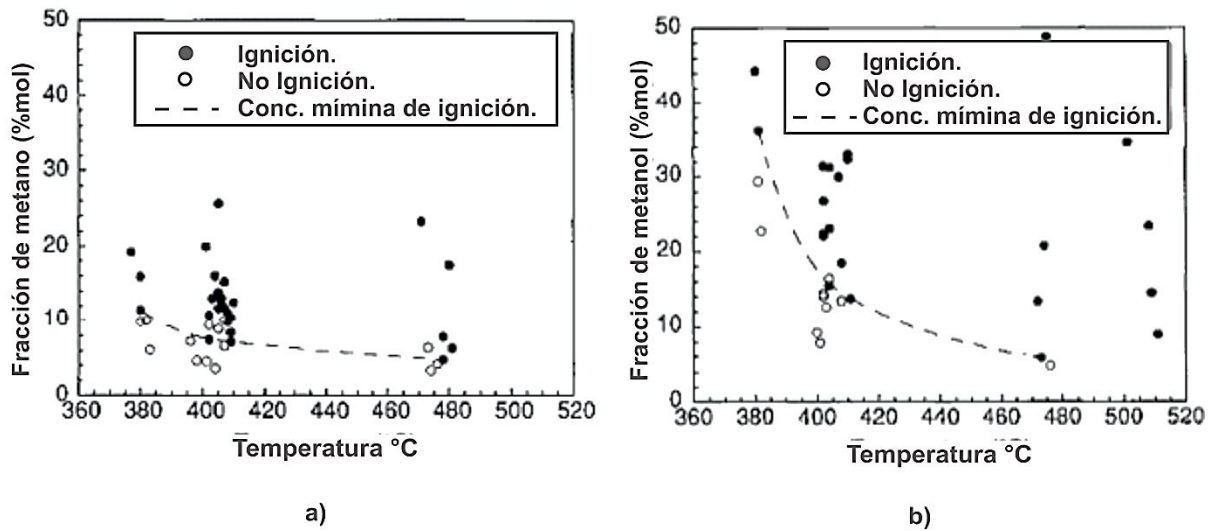 50
40
30
20
10
0
Fracción de metano (%mol)
Ignición.
No Ignición.
Conc. mímina de ignición.
360 380 400 420 440 460 480 500 520
Temperatura °C
a)
50
40
30
20
10
0
Fracción de metanol (%mol)
Ignición.
No Ignición.
Conc. mímina de ignición.
360 380 400 420 440 460 480 500 520
Temperatura °C
b)